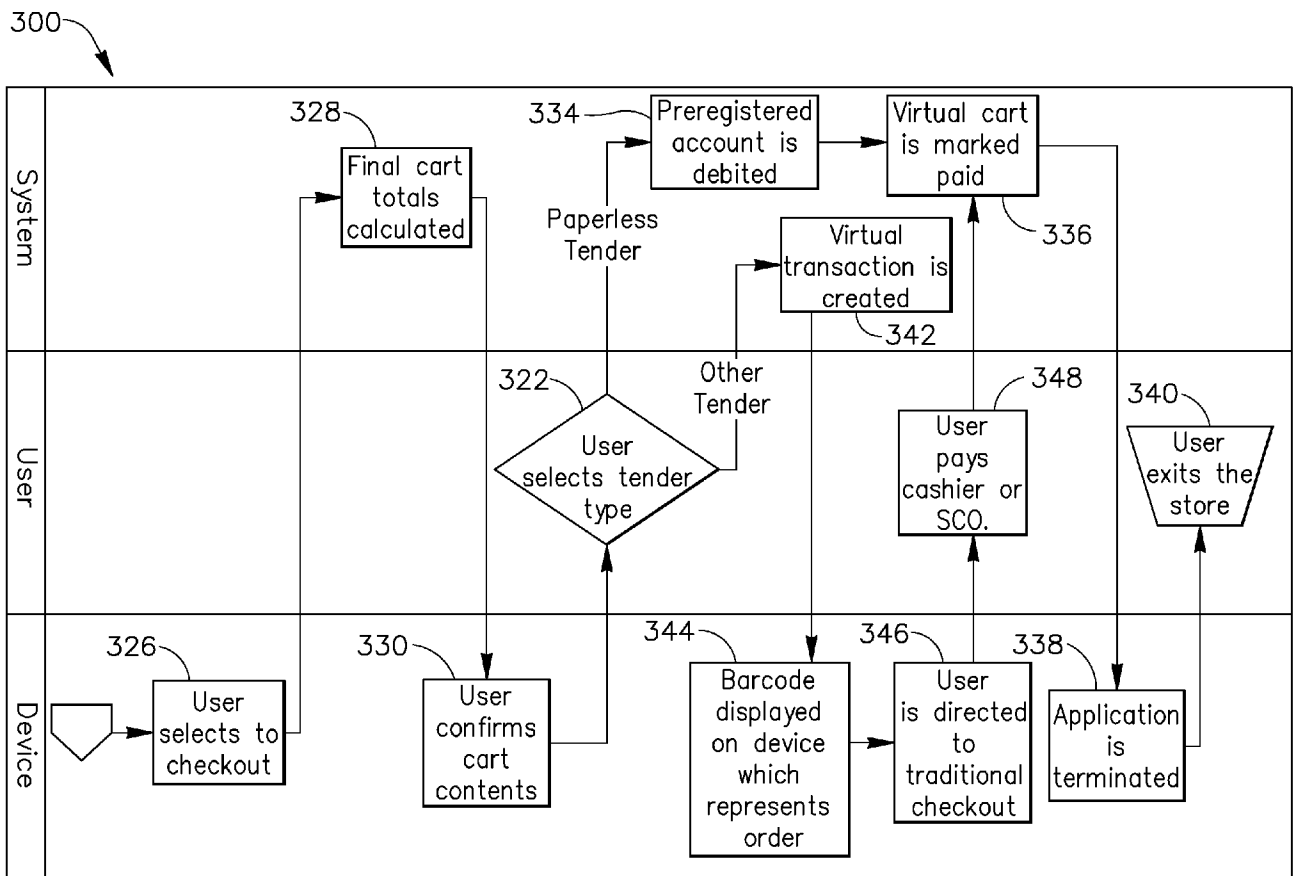 300
System
328
Final cart
totals
calculated
334
Preregistered
account is
debited
Virtual cart
is marked
paid
336
Paperless
Tender
Virtual
transaction is
created
342
User
322
User
selects tender
type
Other
Tender
348
User
pays
cashier or
SCO.
340
User
exits the
store
Device
326
User
selects to
checkout
330
User
confirms
cart
contents
344
Barcode
displayed
on device
which
represents
order
346
User
is directed
to
traditional
checkout
338
Application
is
terminated